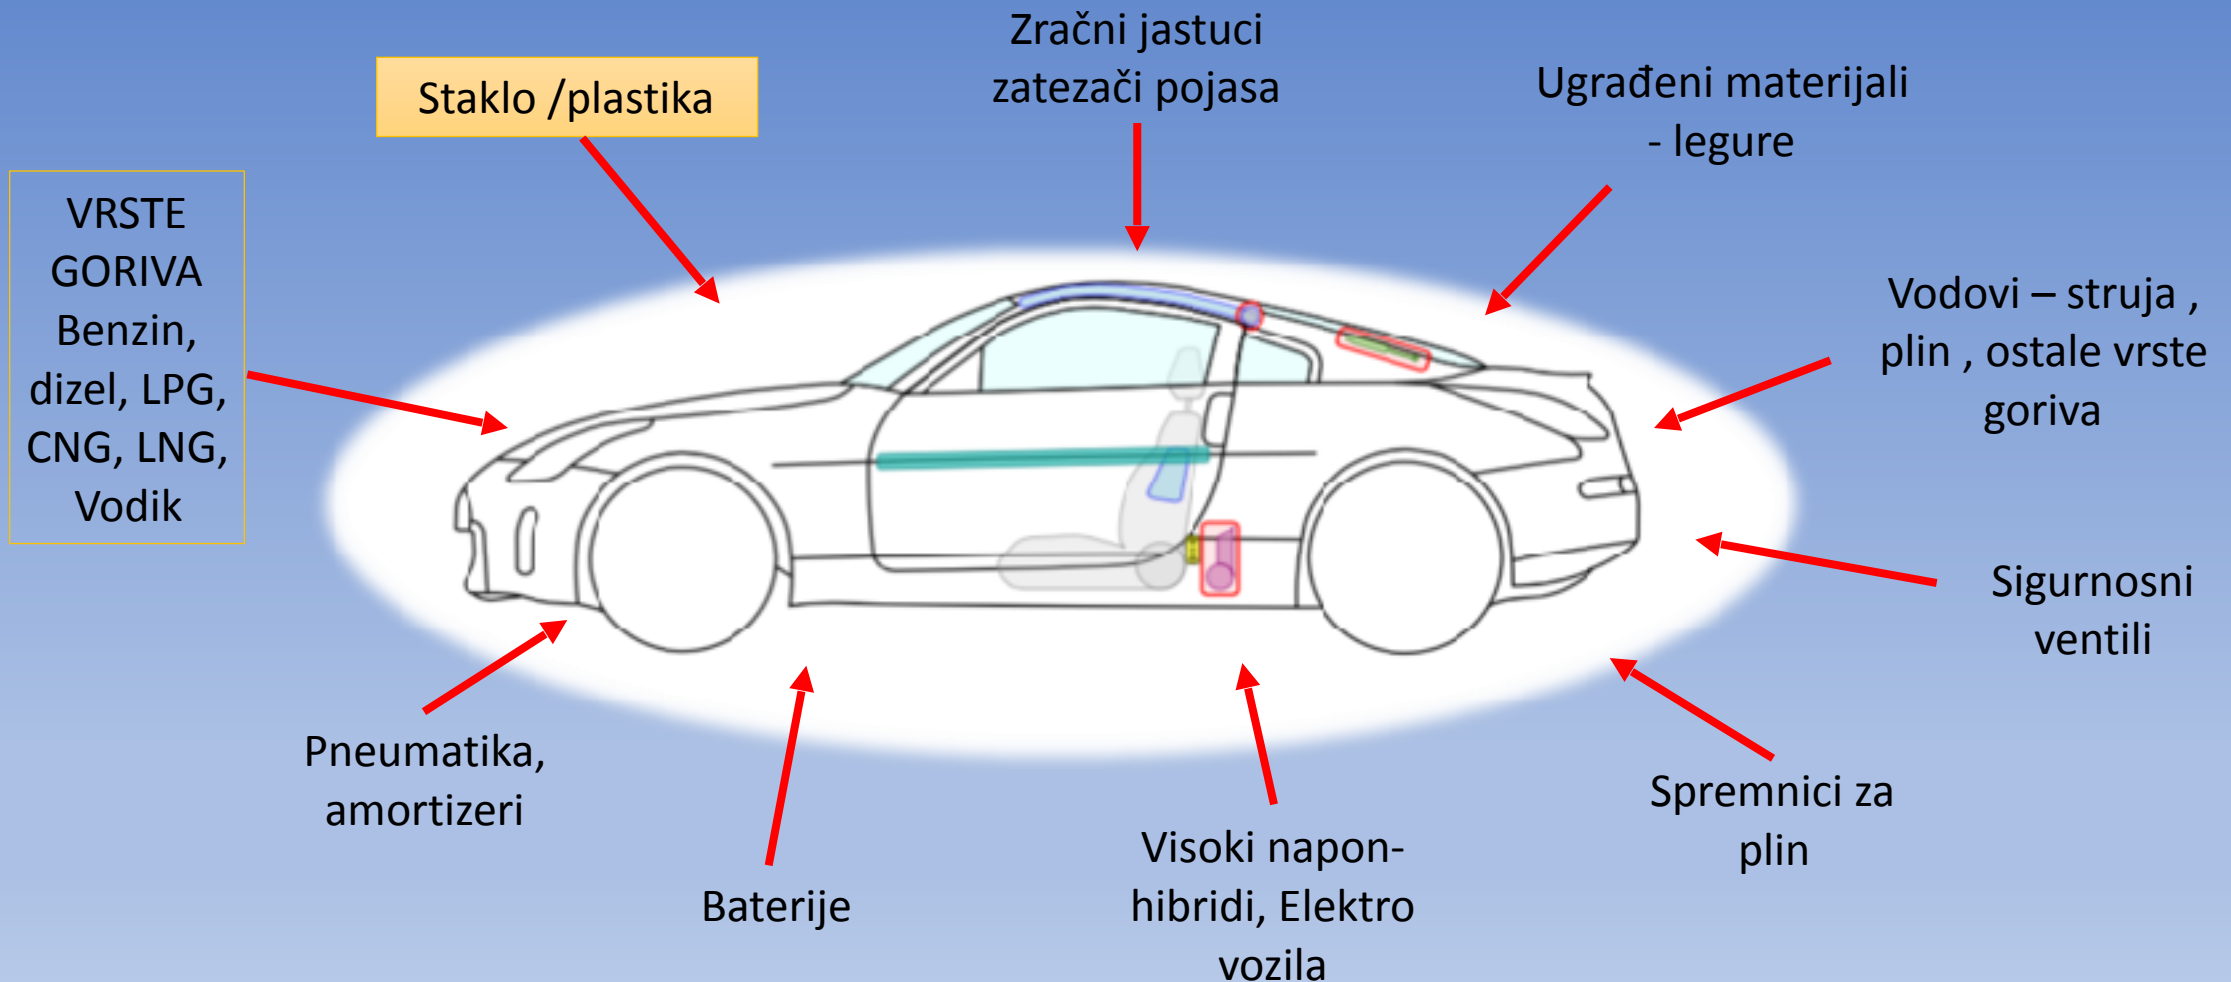 Zračni jastuci
zatezači pojasa
Staklo /plastika
Ugrađeni materijali
- legure
VRSTE
GORIVA
Benzin,
dizel, LPG,
CNG, LNG,
Vodik
Vodovi – struja ,
plin , ostale vrste
goriva
Sigurnosni
ventili
Pneumatika,
amortizeri
Spremnici za
plin
Baterije
Visoki napon-
hibridi, Elektro
vozila